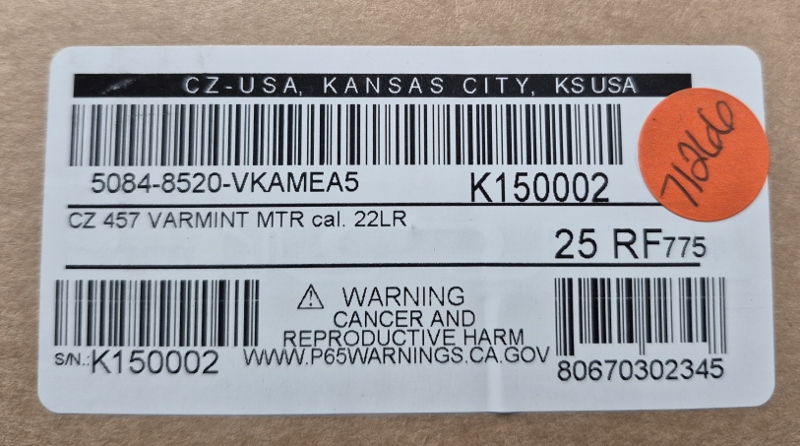 CZ-USA, KANSAS CITY, KS USA
5084-8520-VKAMEA5 K150002
71266
CZ 457 VARMINT MTR cal. 22LR
25 RF775
⚠ WARNING
CANCER AND
REPRODUCTIVE HARM
WWW.P65WARNINGS.CA.GOV
S/N.:K150002
80670302345